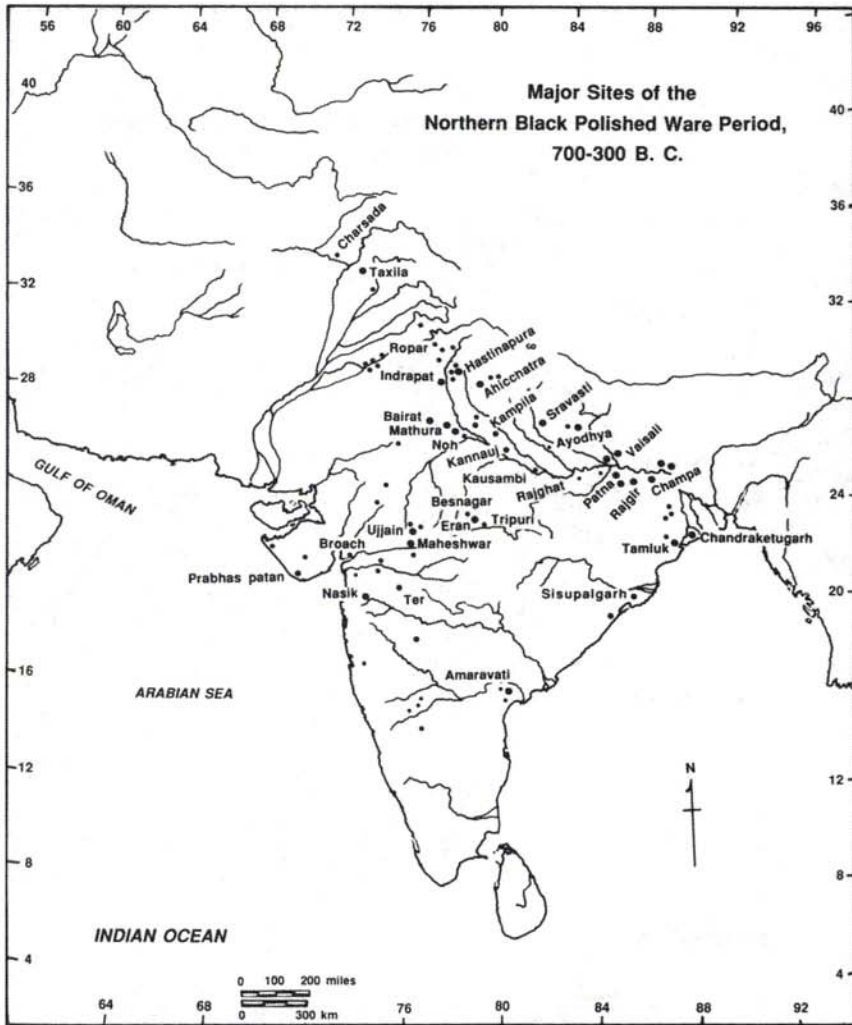 56 60 64 68 72 76 80 84 88 92 96
40
Major Sites of the
Northern Black Polished Ware Period,
700-300 B. C.
40
36
36
Charsada
Taxila
32
32
Ropar
Hastinapura
28
Indrapat
Ahicchatra
28
Kampila
Sravasti
Bairat
Mathura
Noh
Ayodhya
Vaisali
Kannauj
GULF OF OMAN
Kausambi
Rajghat
Patna
Rajgir
Champa
24
Besnagar
Ujjain
Eran
Tripuri
Broach
Maheshwar
Tamluk
Chandraketugarh
Prabhas patan
Nasik
Ter
Sisupalgarh
20
16
Amaravati
ARABIAN SEA
16
N
12
12
8
8
INDIAN OCEAN
4
4
0 100 200 miles
0 300 km
64 68 76 80 84 88 92